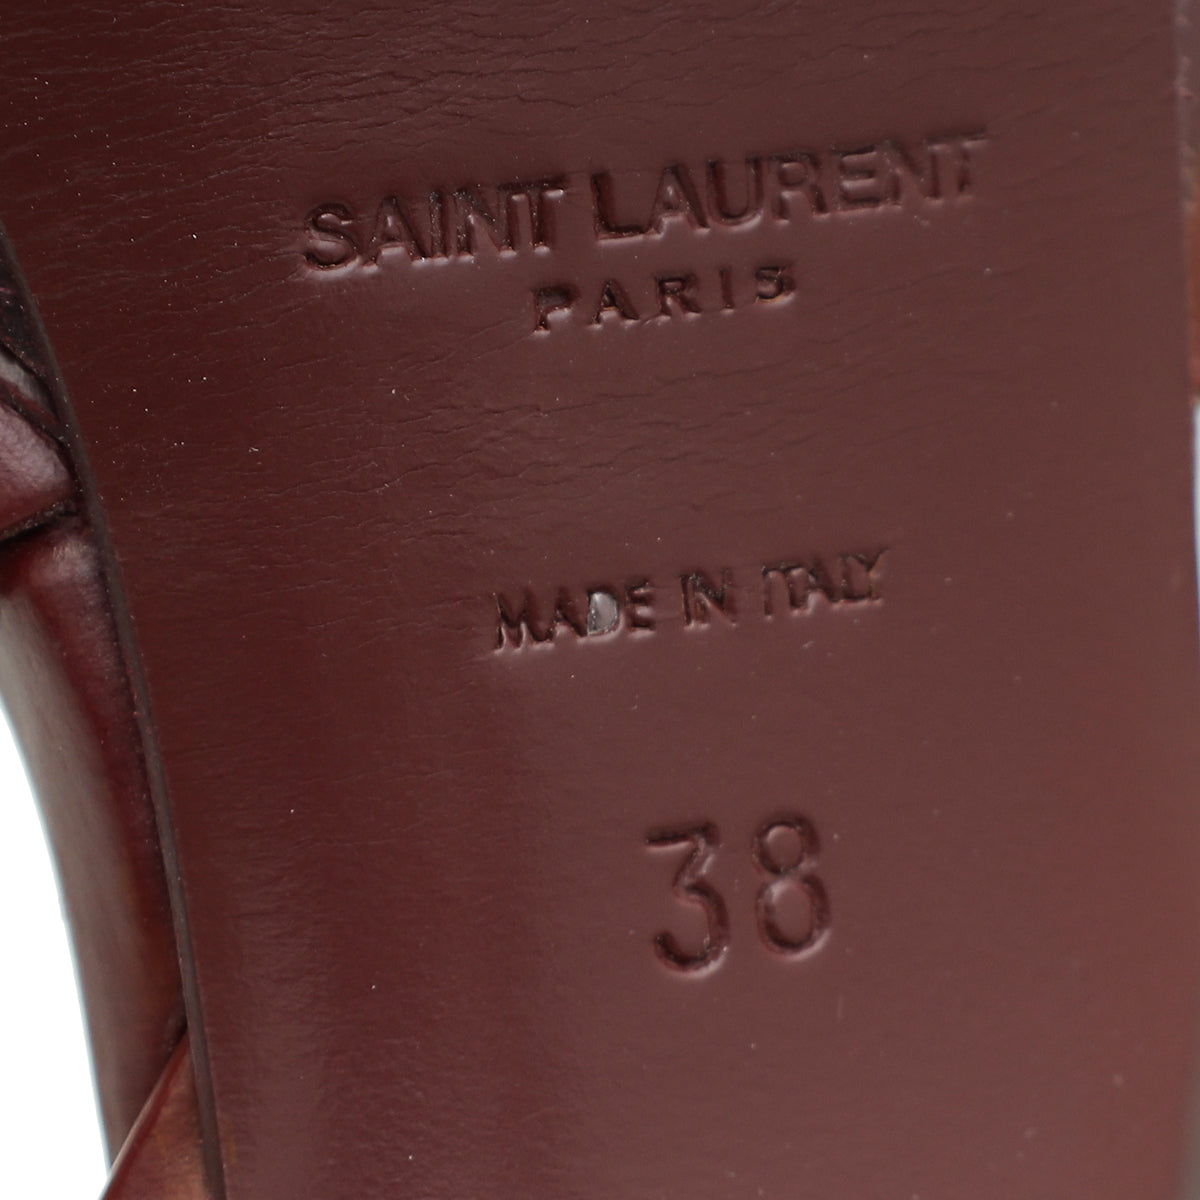 SAINT LAURENT
PARIS
MADE IN ITALY
38